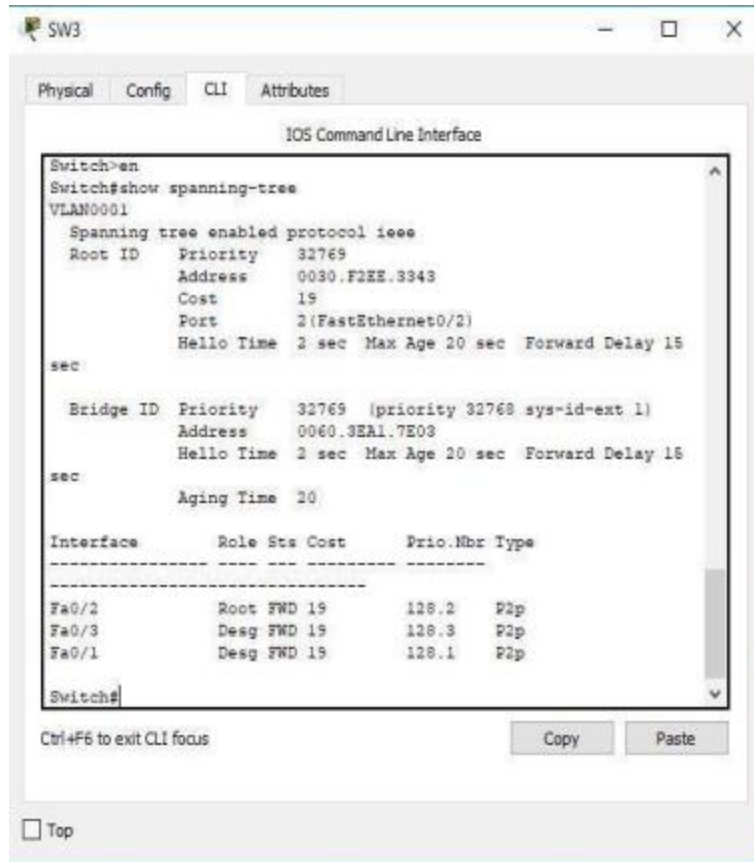 SW3
Physical Config CLI Attributes
IOS Command Line Interface
Switch>en
Switch#show spanning-tree
VLAN0001
Spanning tree enabled protocol ieee
Root ID Priority 32769
Address 0030.F2EE.3343
Cost 19
Port 2(FastEthernet0/2)
Hello Time 2 sec Max Age 20 sec Forward Delay 15
sec
Bridge ID Priority 32769 (priority 32768 sys-id-ext 1)
Address 0060.3EA1.7E03
Hello Time 2 sec Max Age 20 sec Forward Delay 15
sec
Aging Time 20
Interface Role Sts Cost Prio.Nbr Type
---------------- ---- --- --------- --------
--------------------------------
Fa0/2 Root FWD 19 128.2 P2p
Fa0/3 Desg FWD 19 128.3 P2p
Fa0/1 Desg FWD 19 128.1 P2p
Switch#
Ctrl+F6 to exit CLI focus
Copy Paste
Top